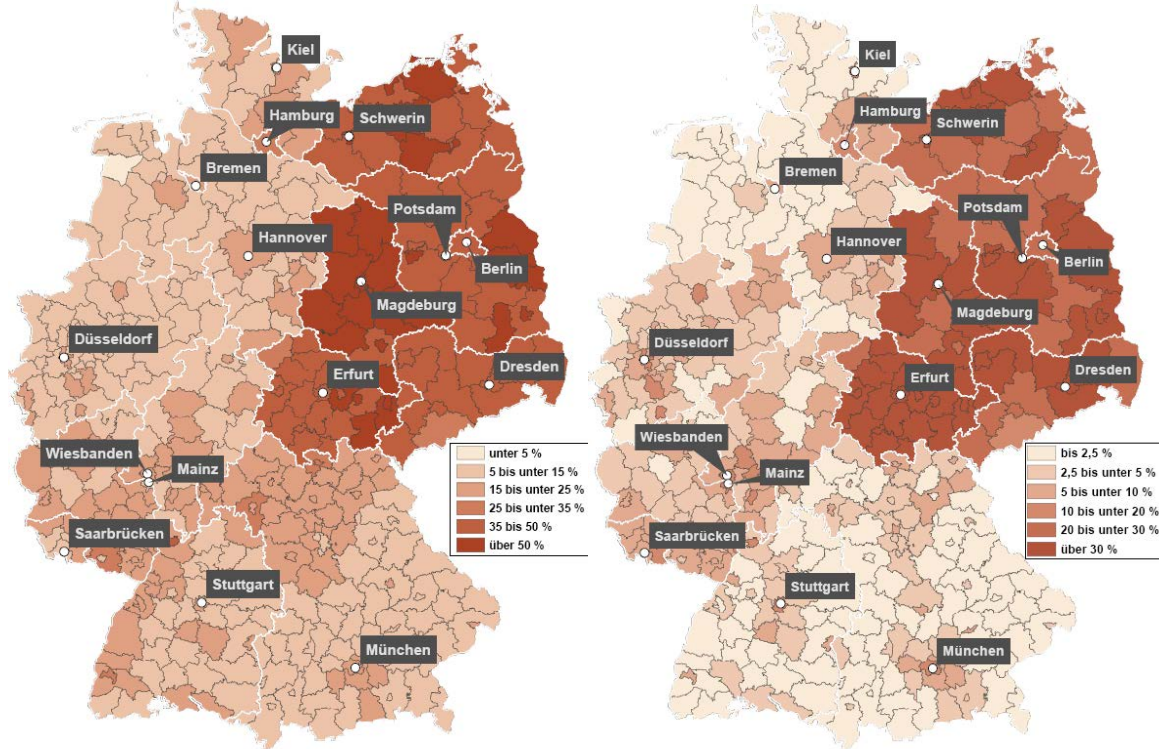 Kiel
Hamburg
Schwerin
Bremen
Potsdam
Hannover
Berlin
Magdeburg
Düsseldorf
Erfurt
Dresden
Wiesbanden
Mainz
Saarbrücken
Stuttgart
München
unter 5 %
5 bis unter 15 %
15 bis unter 25 %
25 bis unter 35 %
35 bis 50 %
über 50 %
Kiel
Hamburg
Schwerin
Bremen
Potsdam
Hannover
Berlin
Magdeburg
Düsseldorf
Erfurt
Dresden
Wiesbanden
Mainz
Saarbrücken
Stuttgart
München
bis 2,5 %
2,5 bis unter 5 %
5 bis unter 10 %
10 bis unter 20 %
20 bis unter 30 %
über 30 %